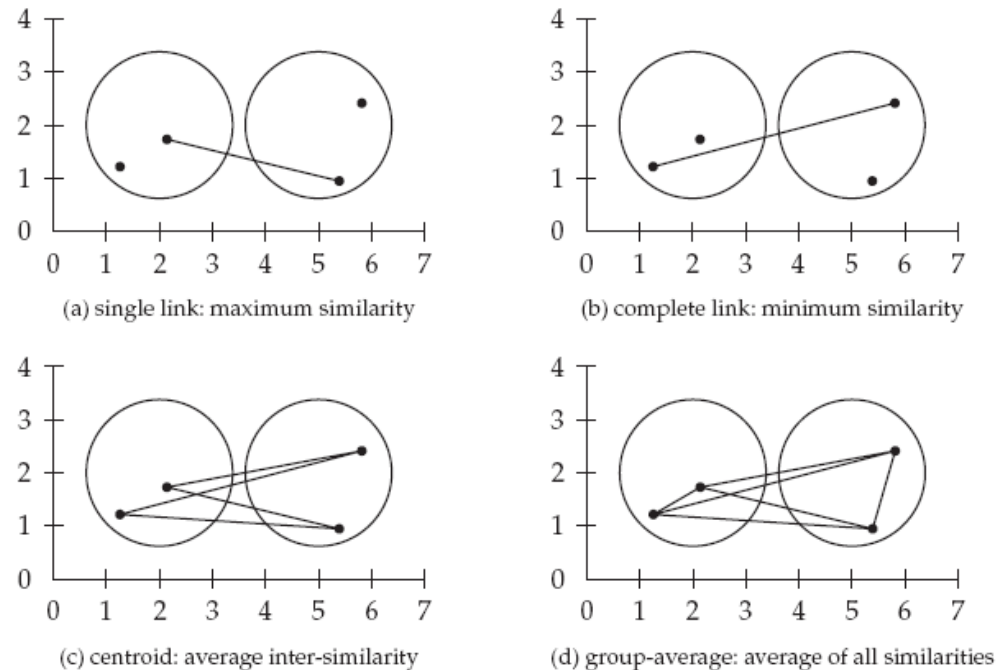 4
3
2
1
0
0 1 2 3 4 5 6 7
(a) single link: maximum similarity
4
3
2
1
0
0 1 2 3 4 5 6 7
(b) complete link: minimum similarity
4
3
2
1
0
0 1 2 3 4 5 6 7
(c) centroid: average inter-similarity
4
3
2
1
0
0 1 2 3 4 5 6 7
(d) group-average: average of all similarities